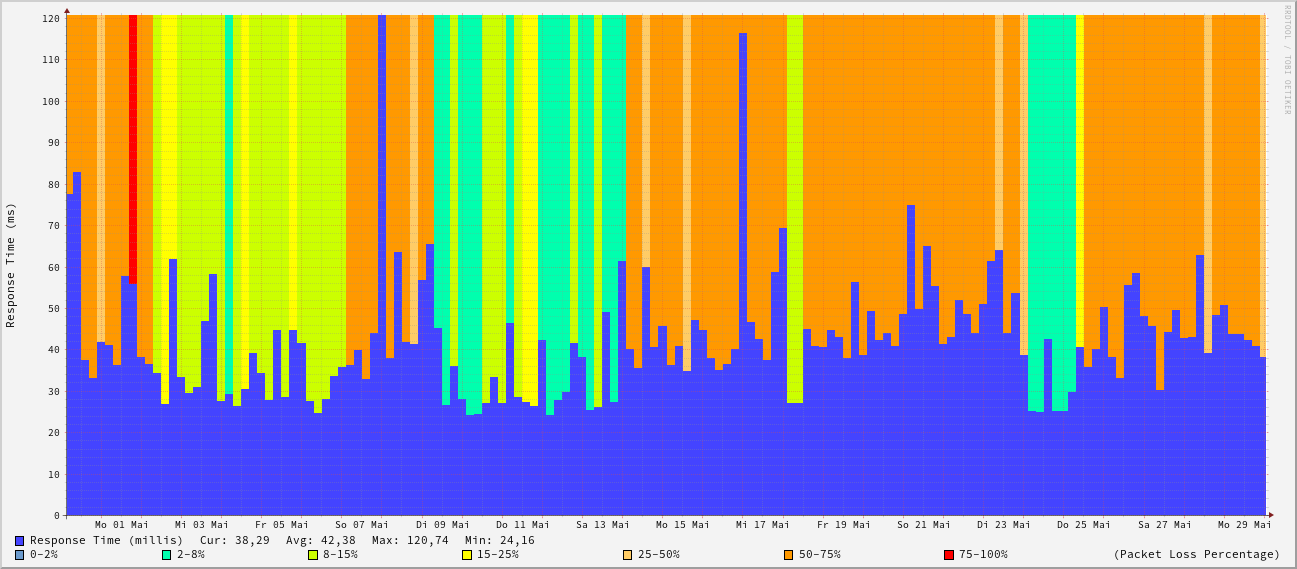 RRDTOOL / TOBI OETIKER
Response Time (ms)
120
110
100
90
80
70
60
50
40
30
20
10
0
Mo 01 Mai Mi 03 Mai Fr 05 Mai So 07 Mai Di 09 Mai Do 11 Mai Sa 13 Mai Mo 15 Mai Mi 17 Mai Fr 19 Mai So 21 Mai Di 23 Mai Do 25 Mai Sa 27 Mai Mo 29 Mai
Response Time (millis) Cur: 38,29 Avg: 42,38 Max: 120,74 Min: 24,16
0-2% 2-8% 8-15% 15-25% 25-50% 50-75% 75-100% (Packet Loss Percentage)